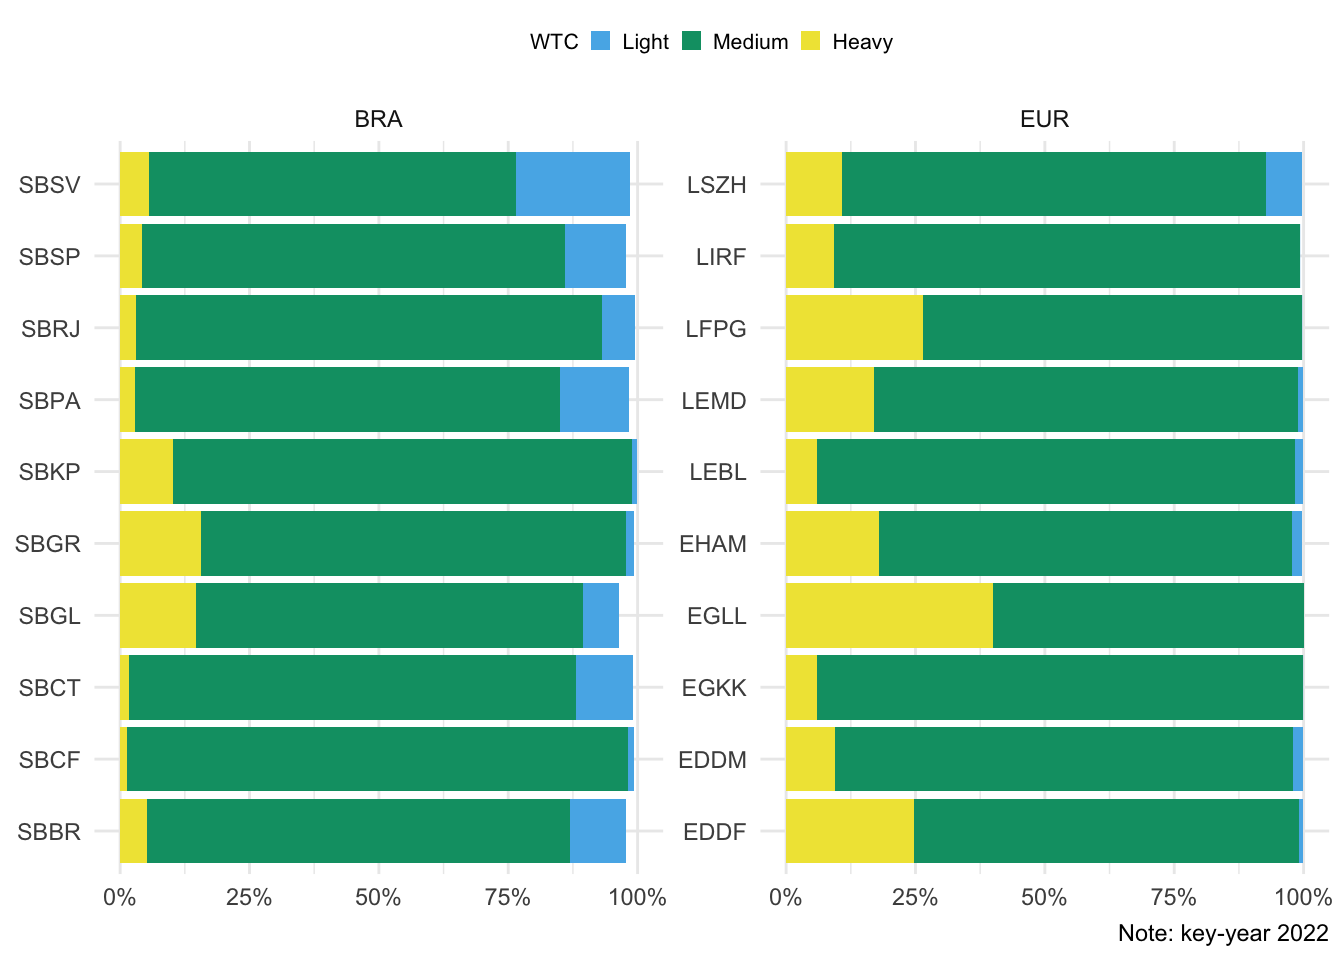 WTC Light Medium Heavy
BRA EUR
SBSV LSZH
SBSP LIRF
SBRJ LFPG
SBPA LEMD
SBKP LEBL
SBGR EHAM
SBGL EGLL
SBCT EGKK
SBCF EDDM
SBBR EDDF
0% 25% 50% 75% 100% 0% 25% 50% 75% 100%
Note: key-year 2022